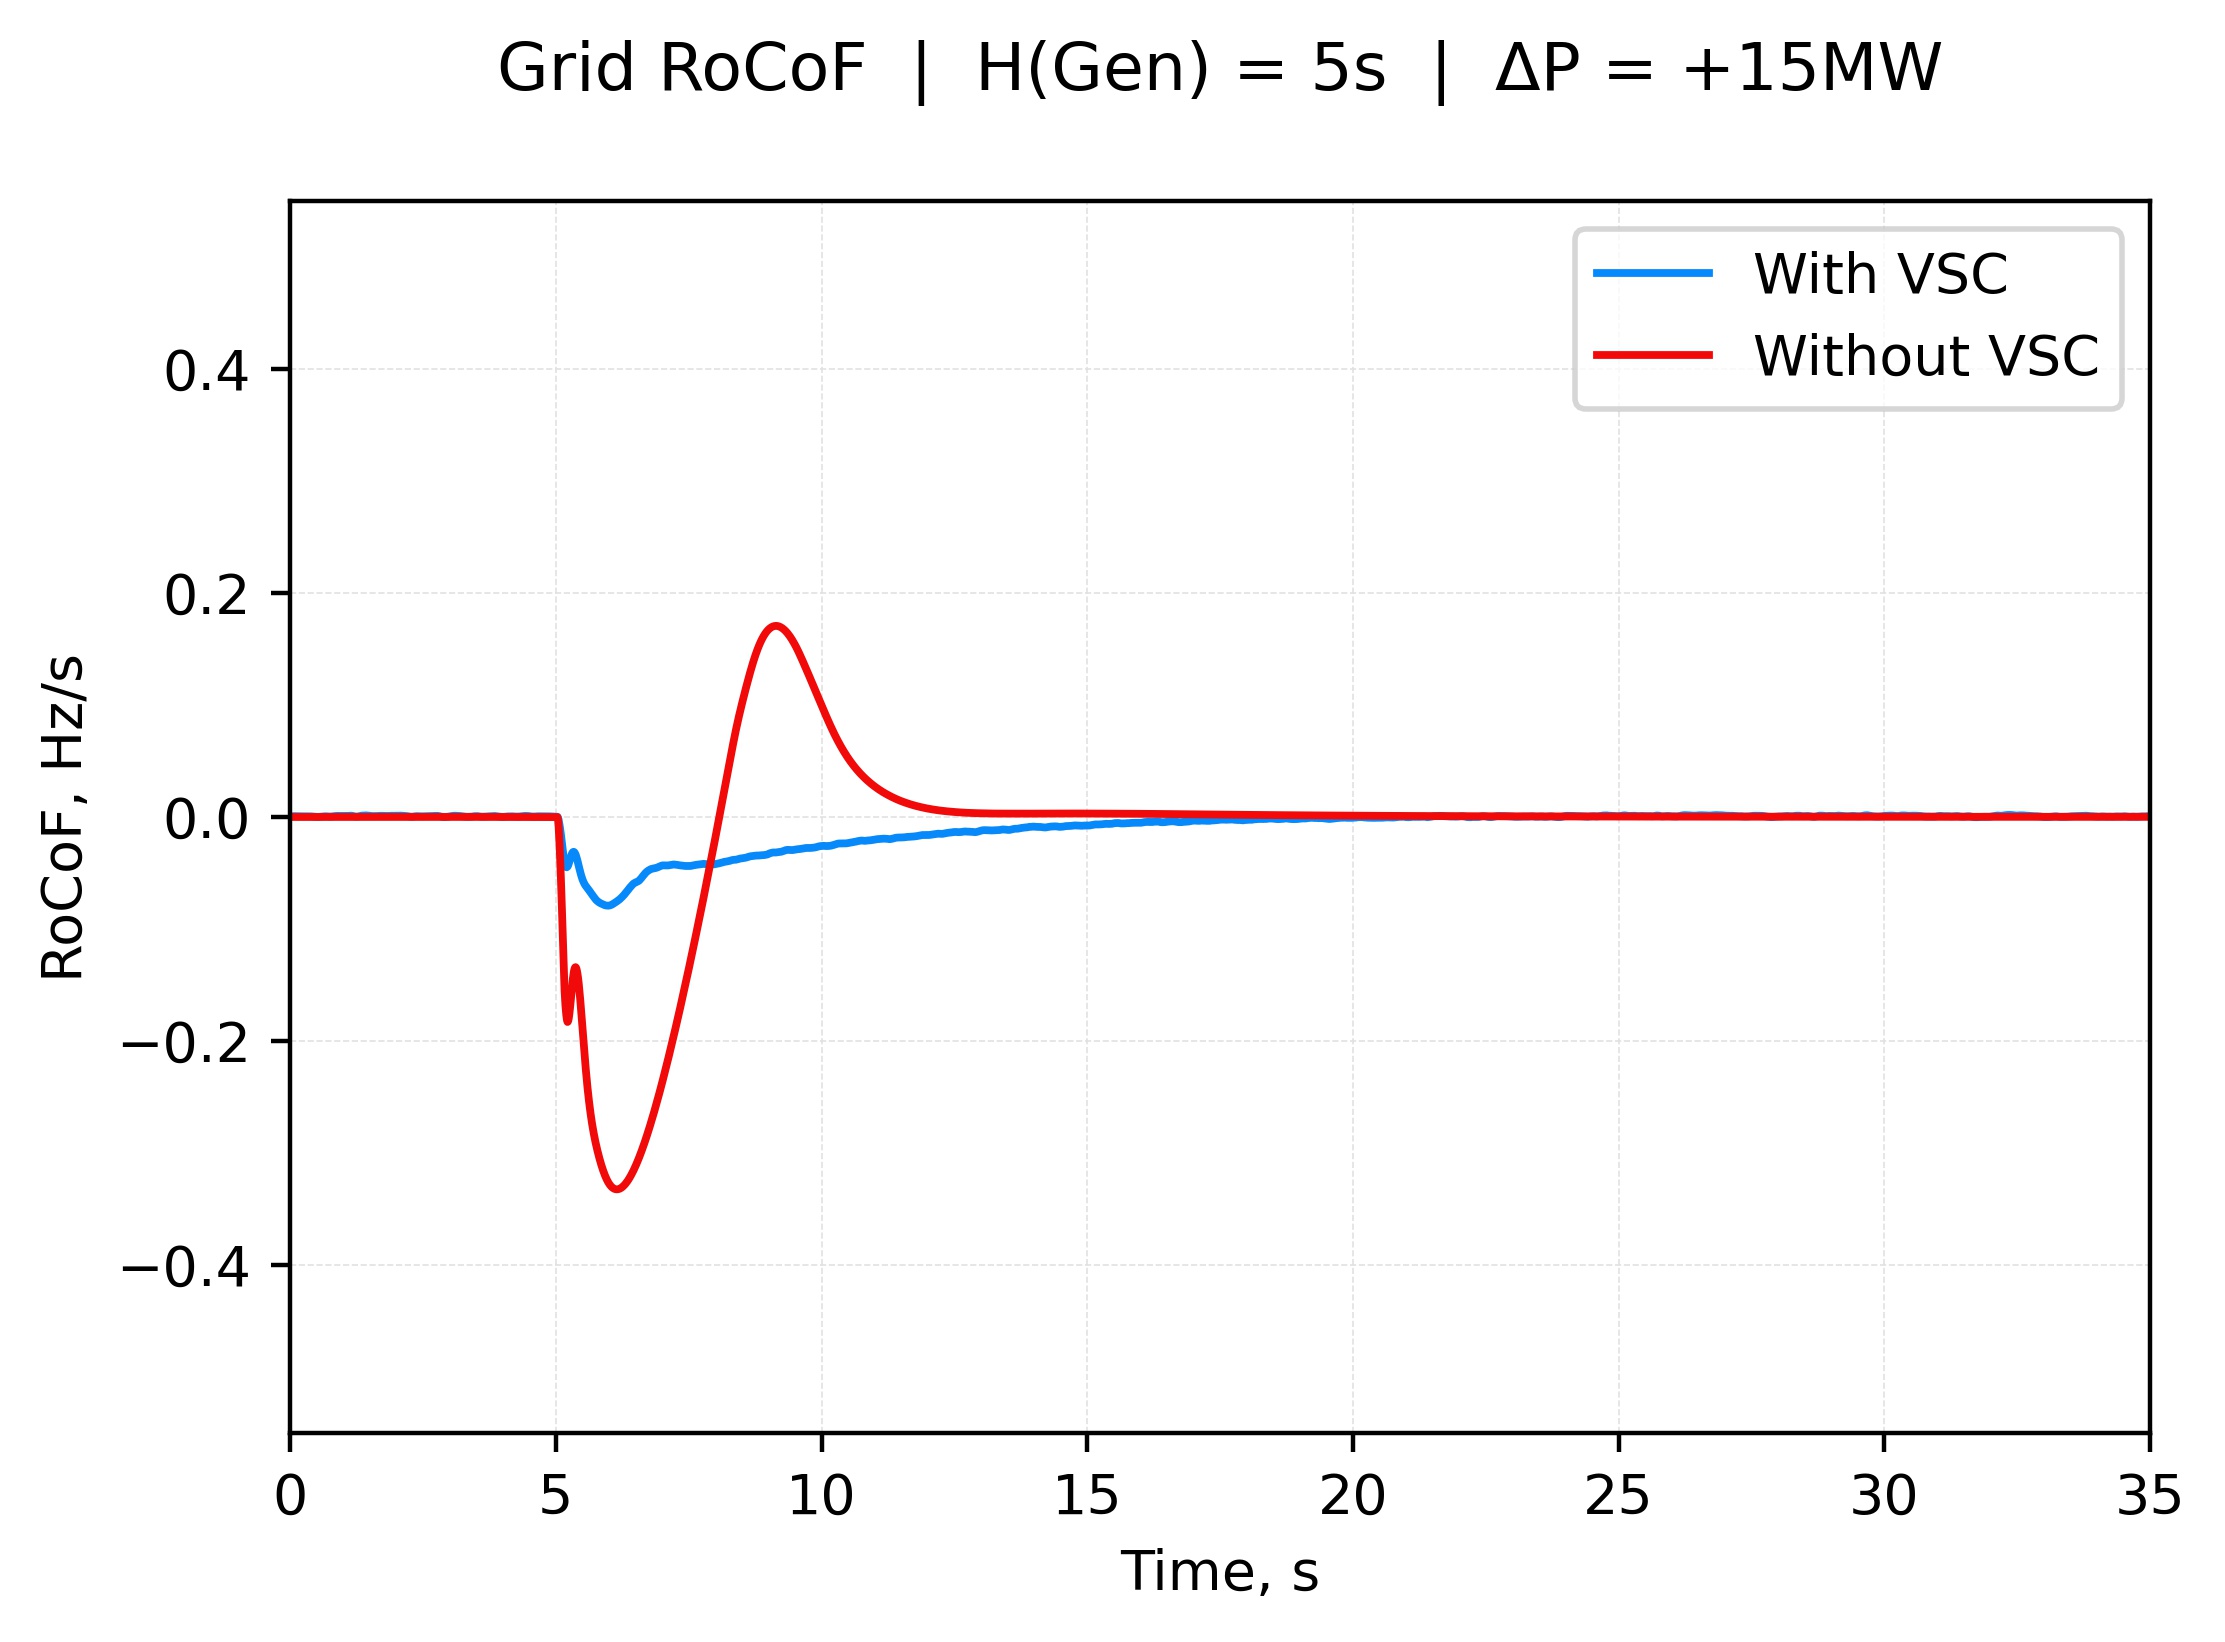 Grid RoCoF | H(Gen) = 5s | ΔP = +15MW
With VSC
Without VSC
RoCoF, Hz/s
0.4
0.2
0.0
−0.2
−0.4
0 5 10 15 20 25 30 35
Time, s